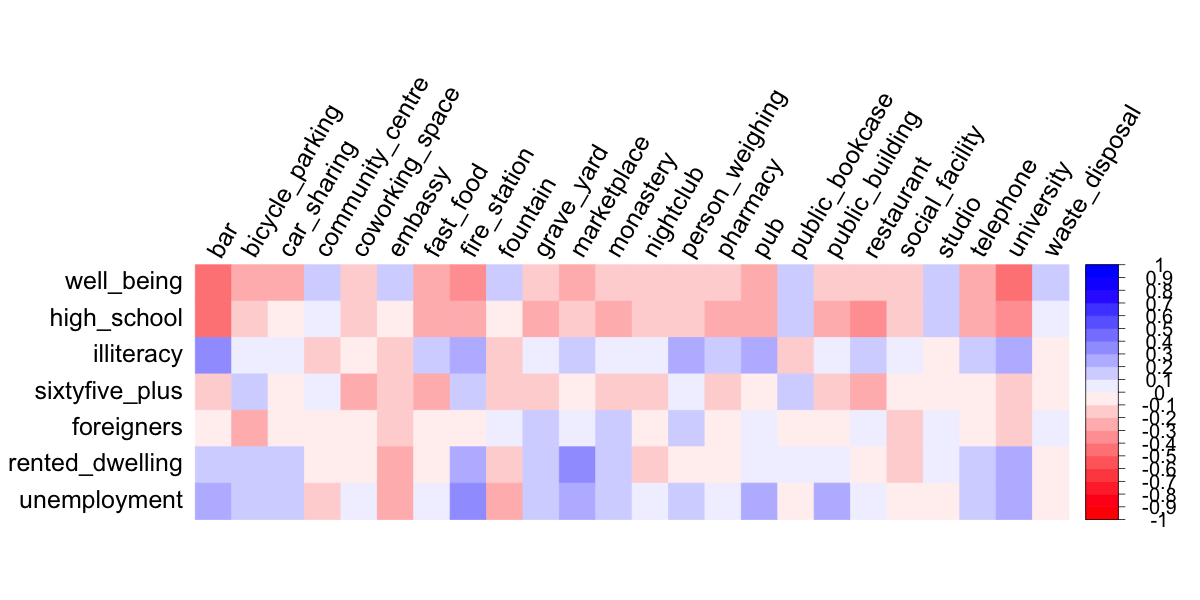 bar
bicycle_parking
car_sharing
community_centre
coworking_space
embassy
fast_food
fire_station
fountain
grave_yard
marketplace
monastery
nightclub
person_weighing
pharmacy
pub
public_bookcase
public_building
restaurant
social_facility
studio
telephone
university
waste_disposal
well_being
high_school
illiteracy
sixtyfive_plus
foreigners
rented_dwelling
unemployment
1
0.9
0.8
0.7
0.6
0.5
0.4
0.3
0.2
0.1
0
-0.1
-0.2
-0.3
-0.4
-0.5
-0.6
-0.7
-0.8
-0.9
-1